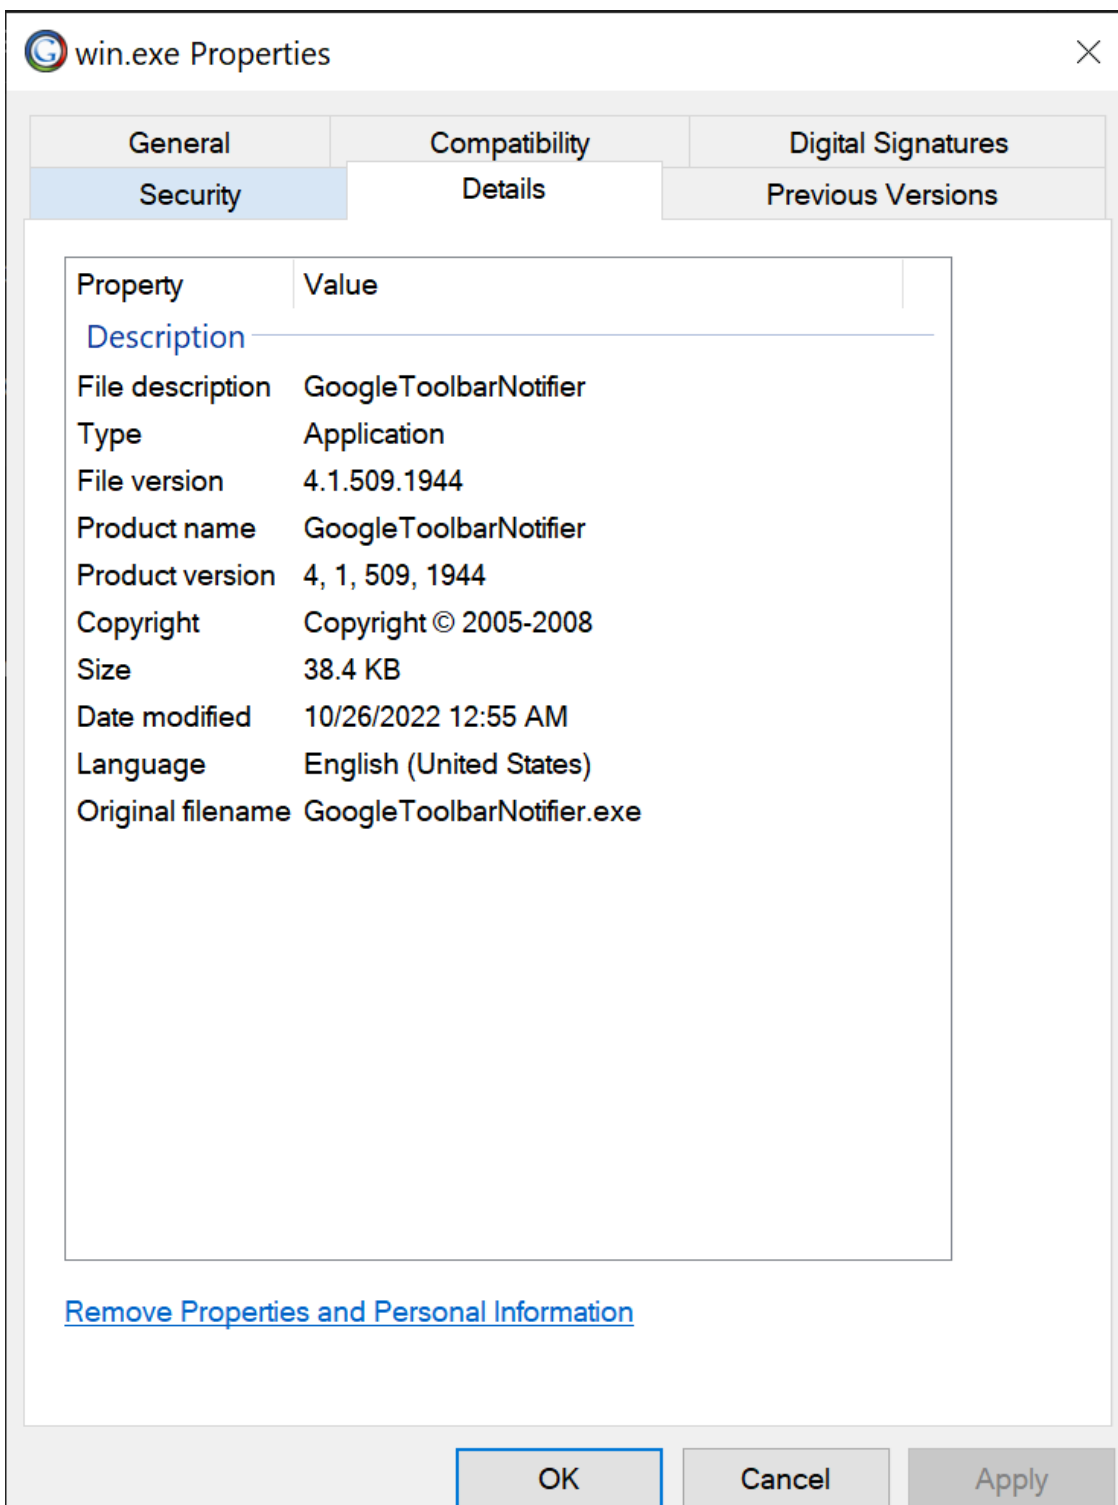 win.exe Properties
General Compatibility Digital Signatures
Security Details Previous Versions
Property Value
Description
File description GoogleToolbarNotifier
Type Application
File version 4.1.509.1944
Product name GoogleToolbarNotifier
Product version 4, 1, 509, 1944
Copyright Copyright © 2005-2008
Size 38.4 KB
Date modified 10/26/2022 12:55 AM
Language English (United States)
Original filename GoogleToolbarNotifier.exe
Remove Properties and Personal Information
OK Cancel Apply